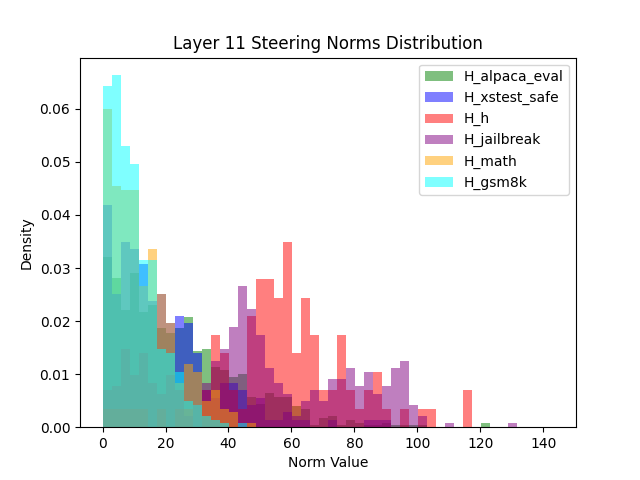 Layer 11 Steering Norms Distribution
H_alpaca_eval
H_xstest_safe
H_h
H_jailbreak
H_math
H_gsm8k
Density
0.06
0.05
0.04
0.03
0.02
0.01
0.00
0 20 40 60 80 100 120 140
Norm Value